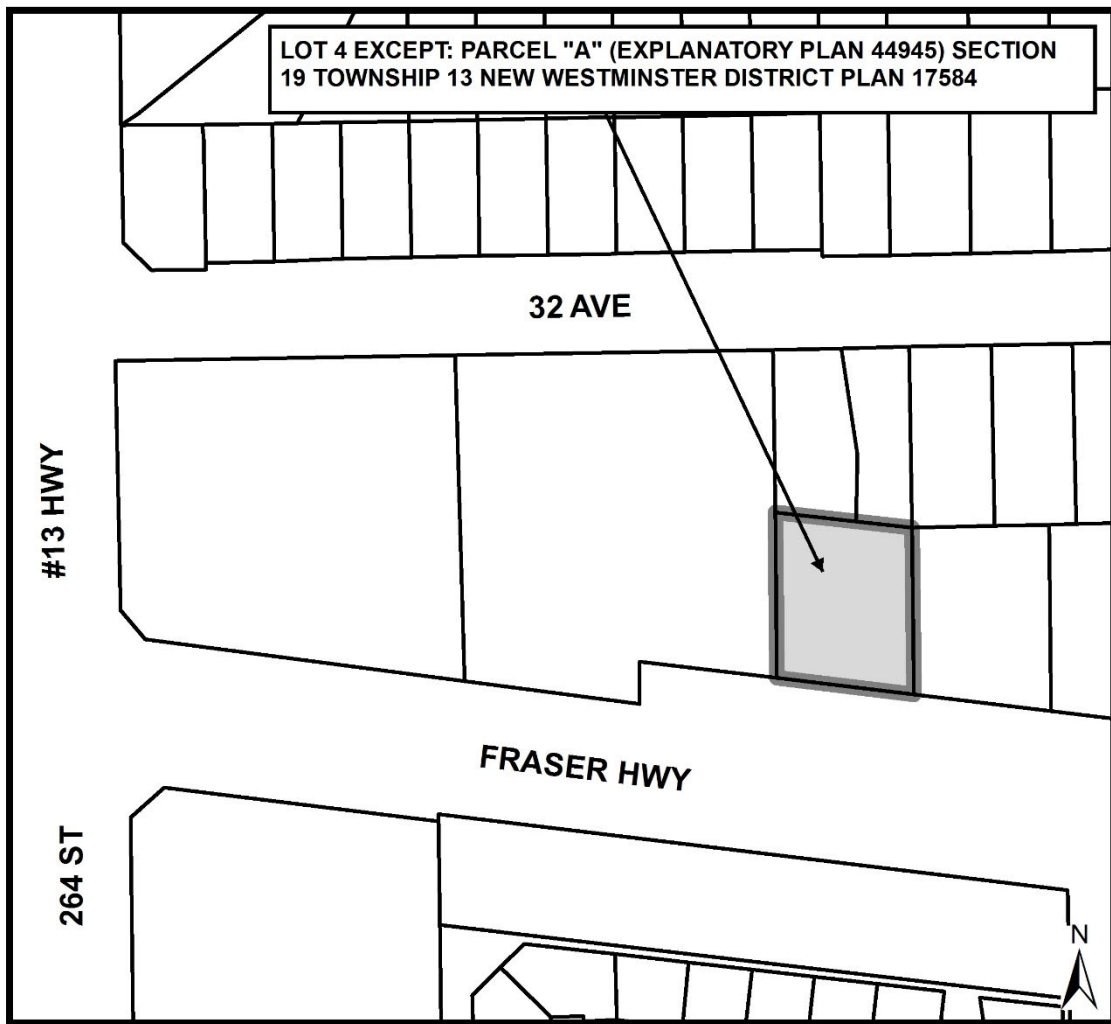 LOT 4 EXCEPT: PARCEL "A" (EXPLANATORY PLAN 44945) SECTION
19 TOWNSHIP 13 NEW WESTMINSTER DISTRICT PLAN 17584
32 AVE
#13 HWY
FRASER HWY
264 ST
N